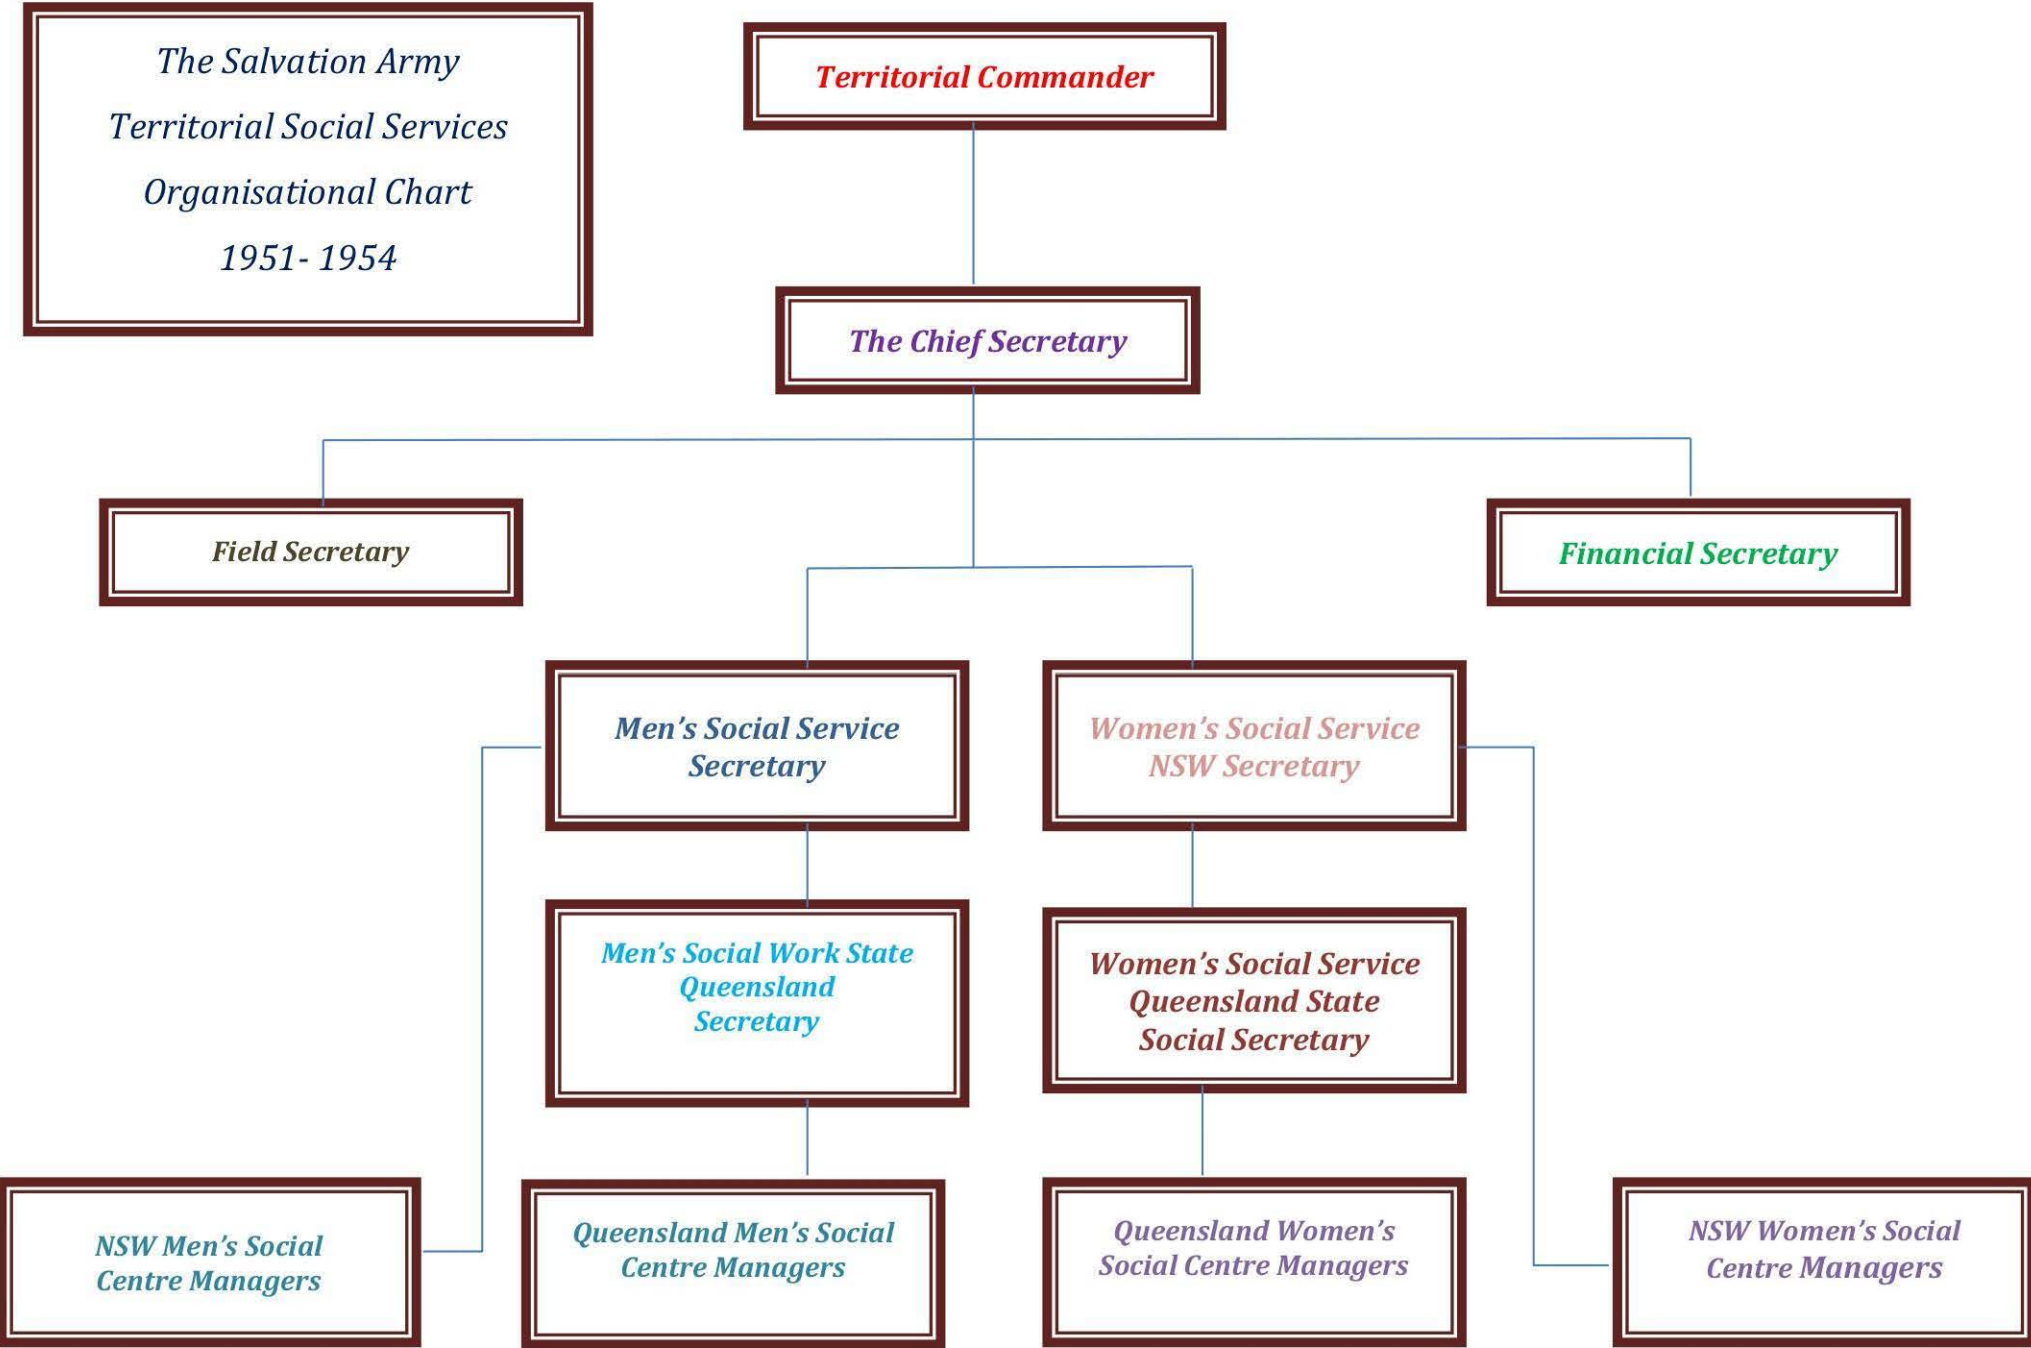 The Salvation Army
Territorial Social Services
Organisational Chart
1951- 1954
Territorial Commander
The Chief Secretary
Field Secretary
Financial Secretary
Men’s Social Service
Secretary
Women’s Social Service
NSW Secretary
Men’s Social Work State
Queensland
Secretary
Women’s Social Service
Queensland State
Social Secretary
NSW Men’s Social
Centre Managers
Queensland Men’s Social
Centre Managers
Queensland Women’s
Social Centre Managers
NSW Women’s Social
Centre Managers